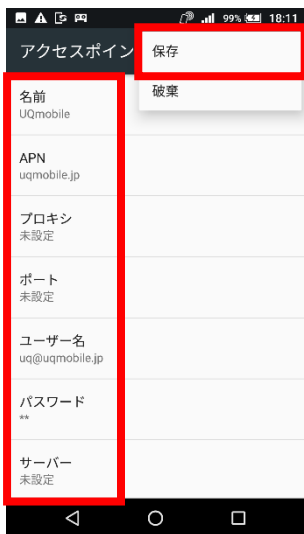 99% 18:11
アクセスポイン
保存
破棄
名前
UQmobile
APN
uqmobile.jp
プロキシ
未設定
ポート
未設定
ユーザー名
uq@uqmobile.jp
パスワード
**
サーバー
未設定